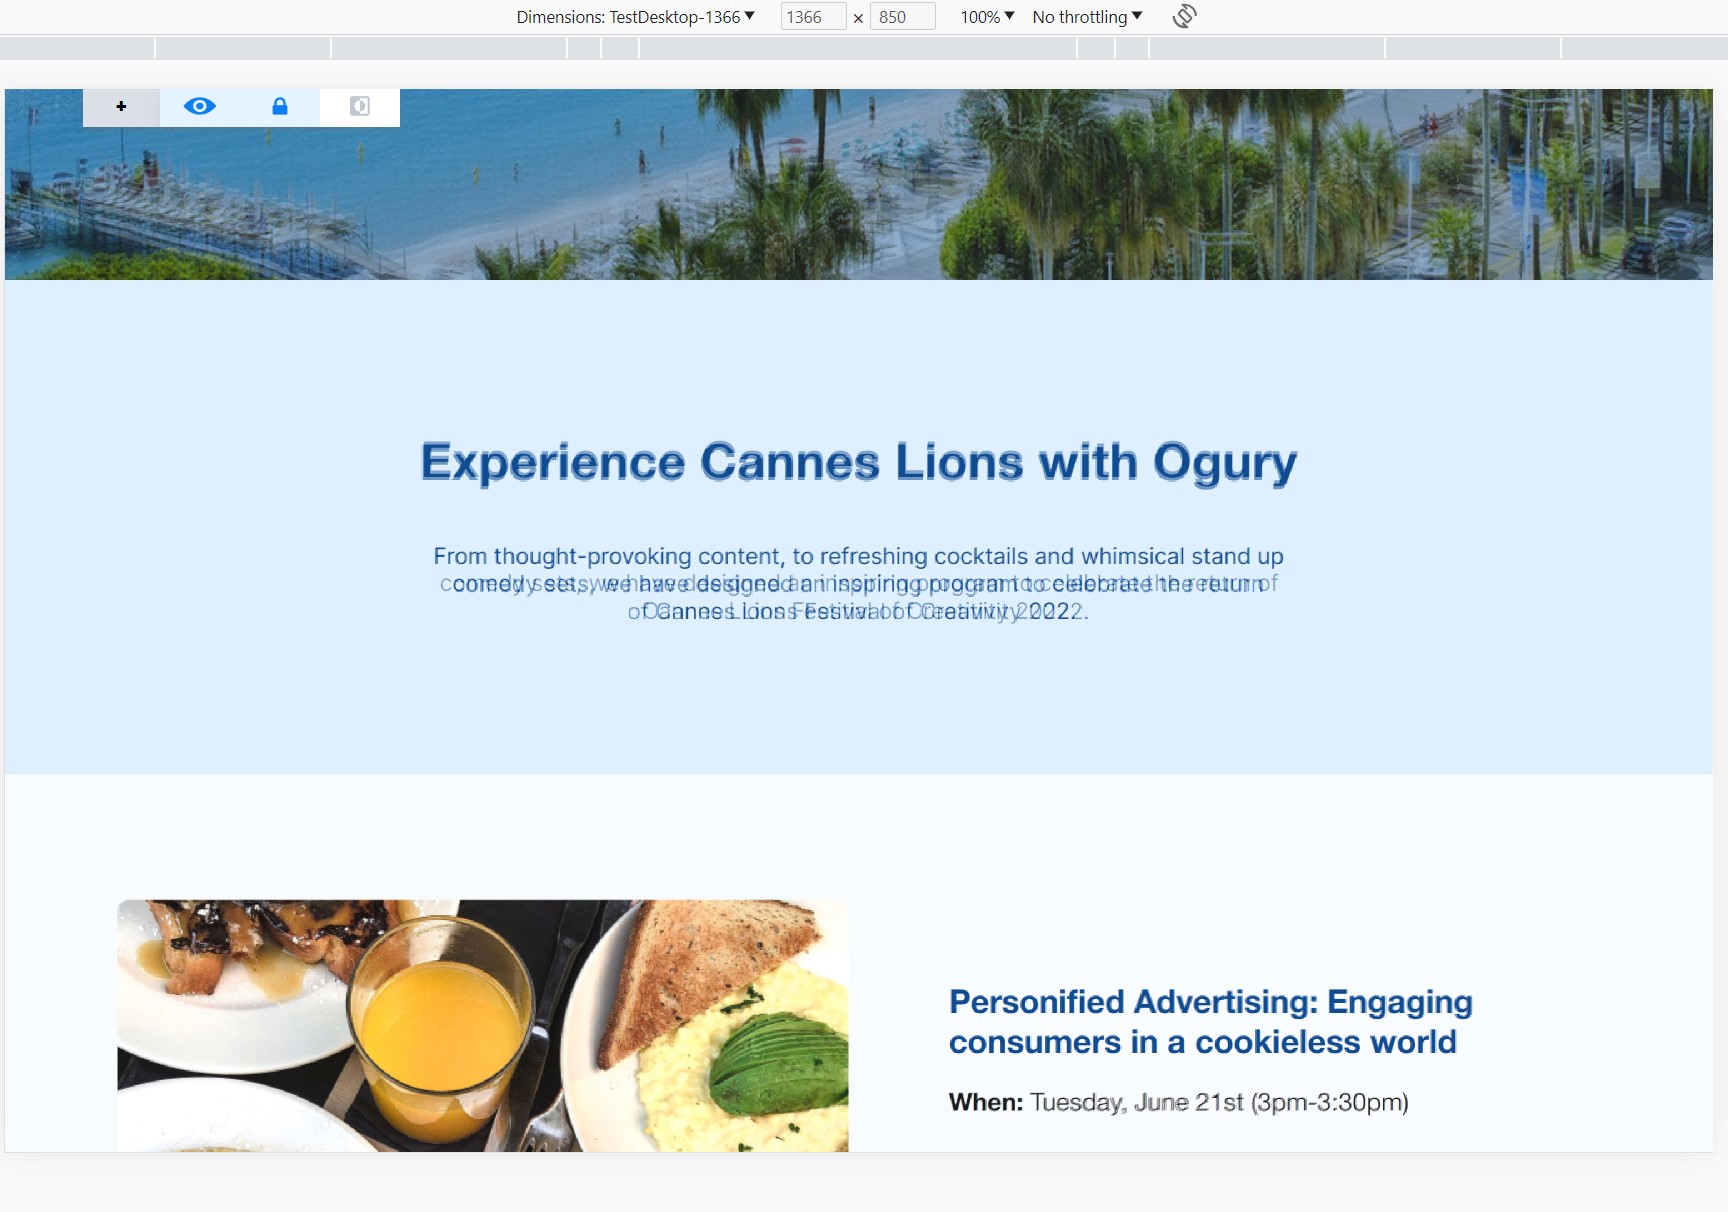 Dimensions: TestDesktop-1366 1366 × 850 100% No throttling
+
Experience Cannes Lions with Ogury
From thought-provoking content, to refreshing cocktails and whimsical stand up
comedy sets, we have designed an inspiring program to celebrate the return
of Cannes Lions Festival of Creativity 2022.
Personified Advertising: Engaging
consumers in a cookieless world
When: Tuesday, June 21st (3pm-3:30pm)